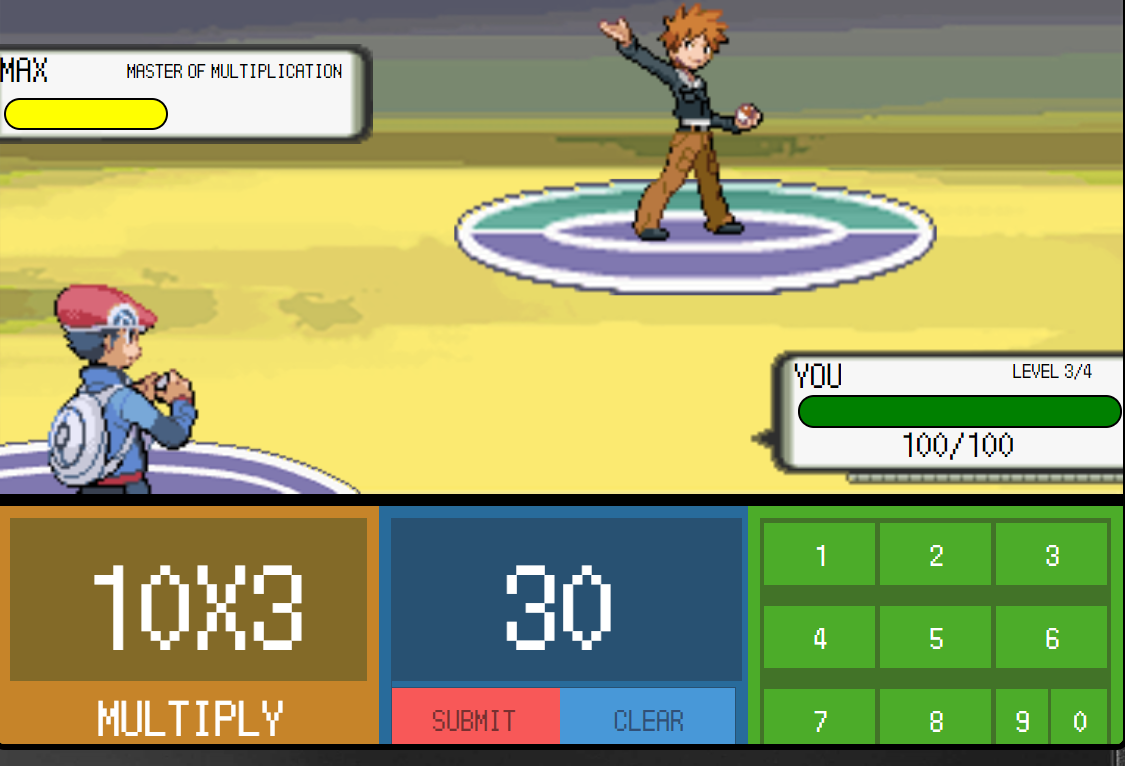 MAX MASTER OF MULTIPLICATION
YOU LEVEL 3/4
100/100
10X3
MULTIPLY
30
SUBMIT CLEAR
1 2 3
4 5 6
7 8 9 0